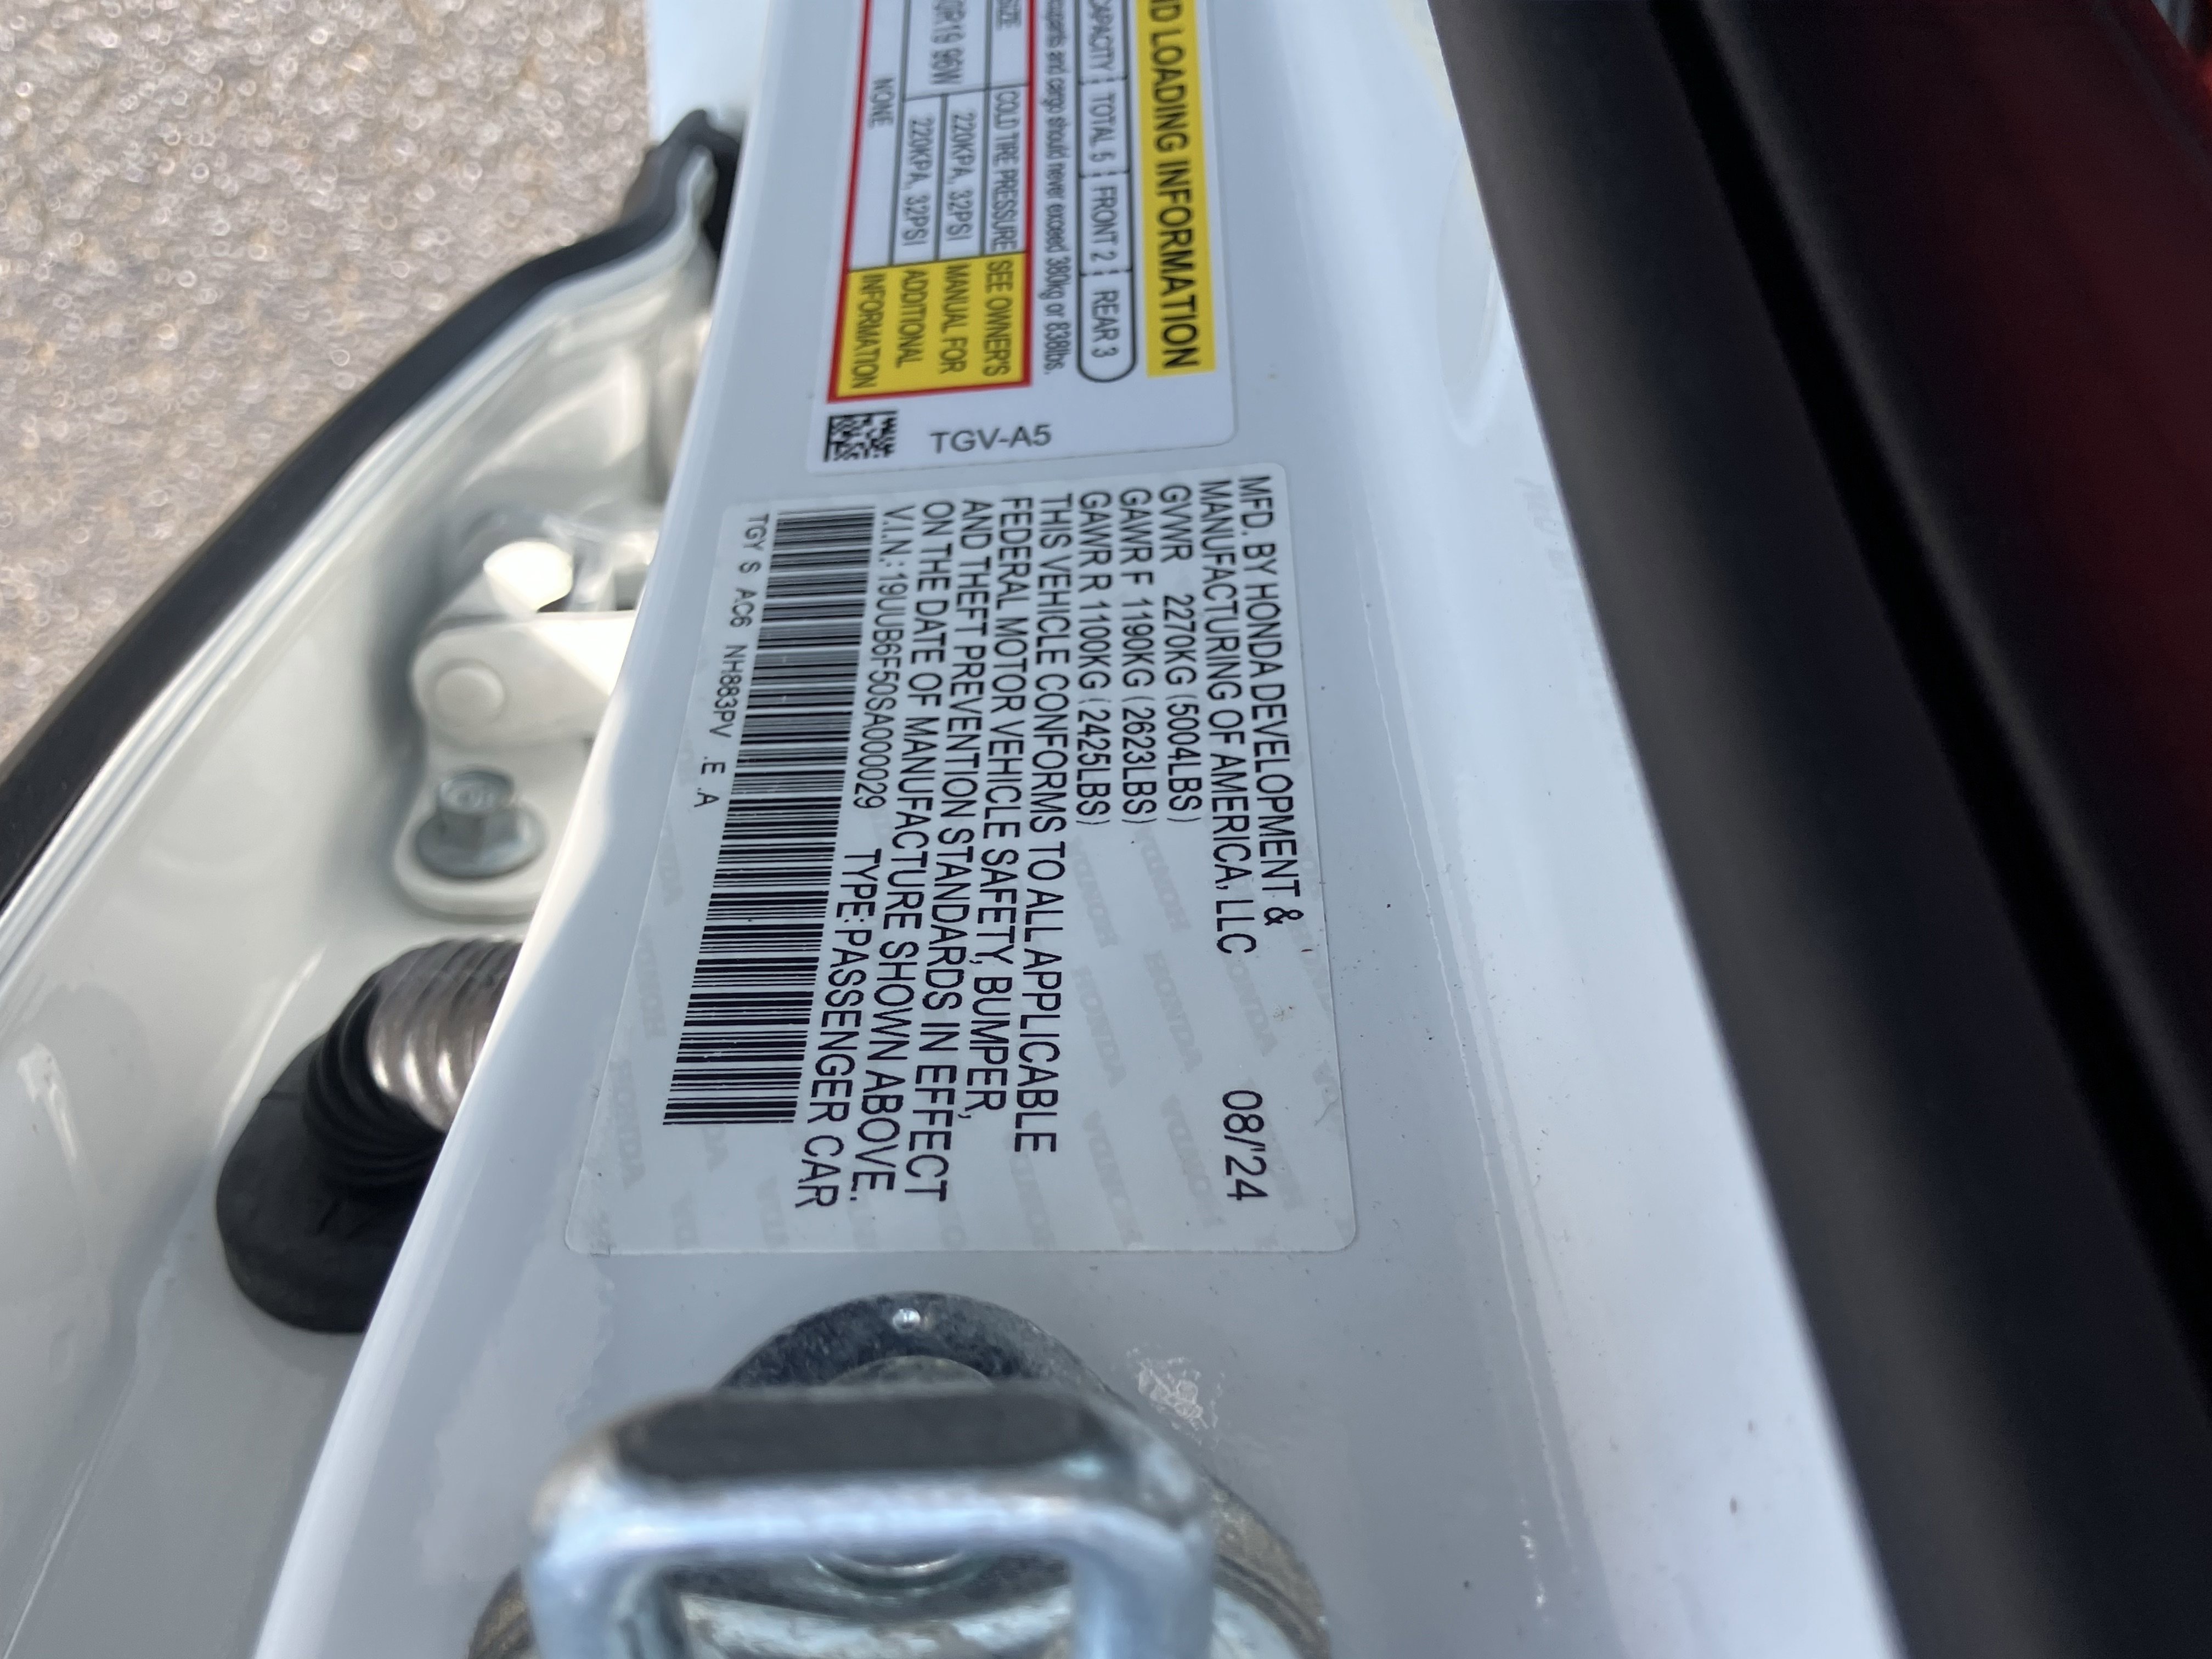 LOADING INFORMATION
TOTAL 5 FRONT 2 REAR 3
and cargo should never exceed 380kg or 838lbs.
SIZE COLD TIRE PRESSURE SEE OWNER'S
R19 96W 220KPA, 32PSI MANUAL FOR
220KPA, 32PSI ADDITIONAL
NONE INFORMATION
TGV-A5
MFD. BY HONDA DEVELOPMENT &
MANUFACTURING OF AMERICA, LLC 08/'24
GVWR 2270KG (5004LBS)
GAWR F 1190KG (2623LBS)
GAWR R 1100KG (2425LBS)
THIS VEHICLE CONFORMS TO ALL APPLICABLE
FEDERAL MOTOR VEHICLE SAFETY, BUMPER,
AND THEFT PREVENTION STANDARDS IN EFFECT
ON THE DATE OF MANUFACTURE SHOWN ABOVE.
V.I.N.: 19UUB6F50SA000029 TYPE:PASSENGER CAR
TGY S AC6 NH883PV .E .A